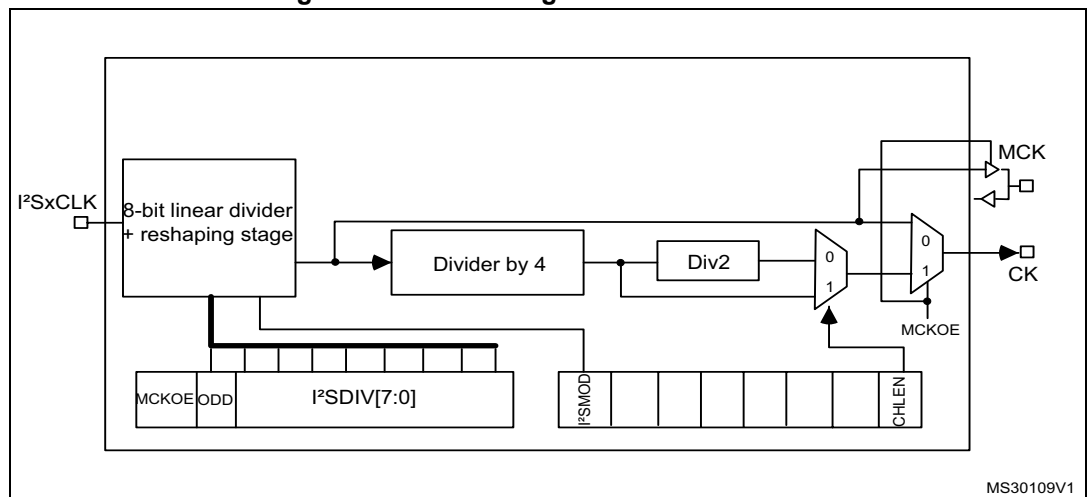 I²SxCLK
8-bit linear divider
+ reshaping stage
Divider by 4
Div2
0
1
0
1
MCK
CK
MCKOE
MCKOE
ODD
I²SDIV[7:0]
I²SMOD
CHLEN
MS30109V1